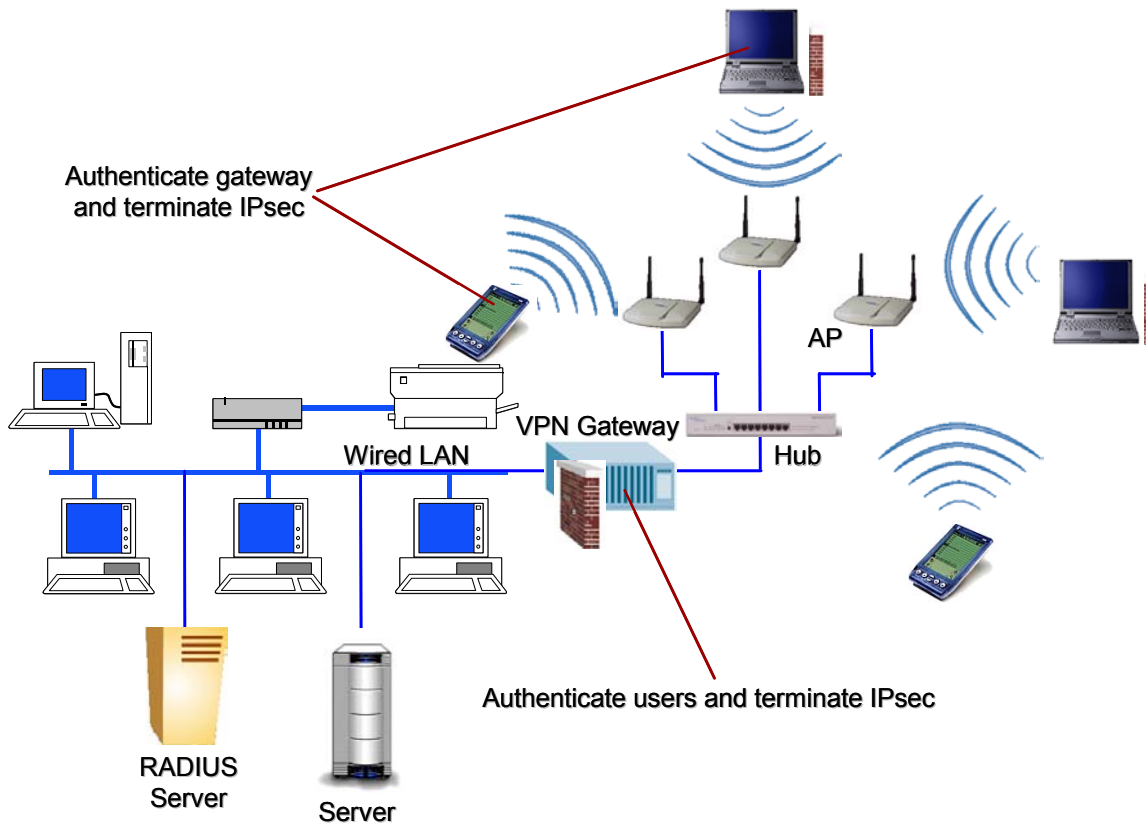 Authenticate gateway
and terminate IPsec
AP
VPN Gateway
Wired LAN
Hub
Authenticate users and terminate IPsec
RADIUS
Server
Server